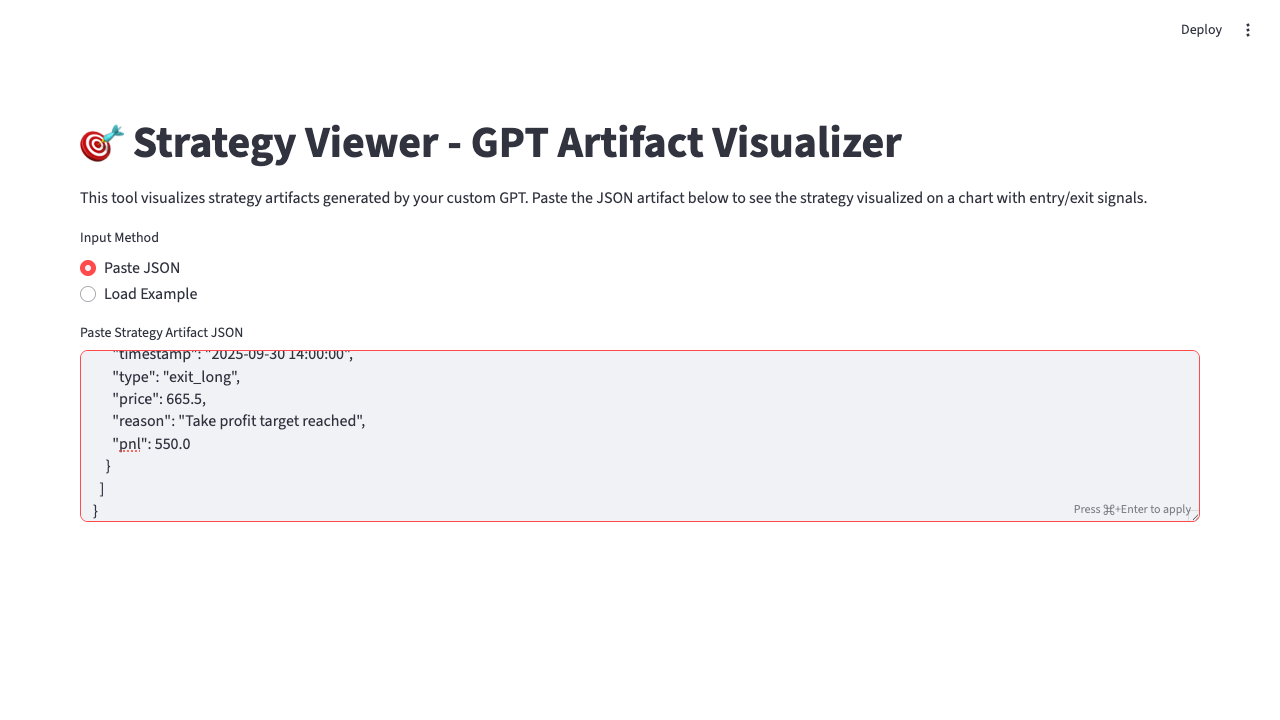 Deploy
🎯 Strategy Viewer - GPT Artifact Visualizer
This tool visualizes strategy artifacts generated by your custom GPT. Paste the JSON artifact below to see the strategy visualized on a chart with entry/exit signals.
Input Method
Paste JSON
Load Example
Paste Strategy Artifact JSON
"timestamp": "2025-09-30 14:00:00",
"type": "exit_long",
"price": 665.5,
"reason": "Take profit target reached",
"pnl": 550.0
}
]
}
Press ⌘+Enter to apply